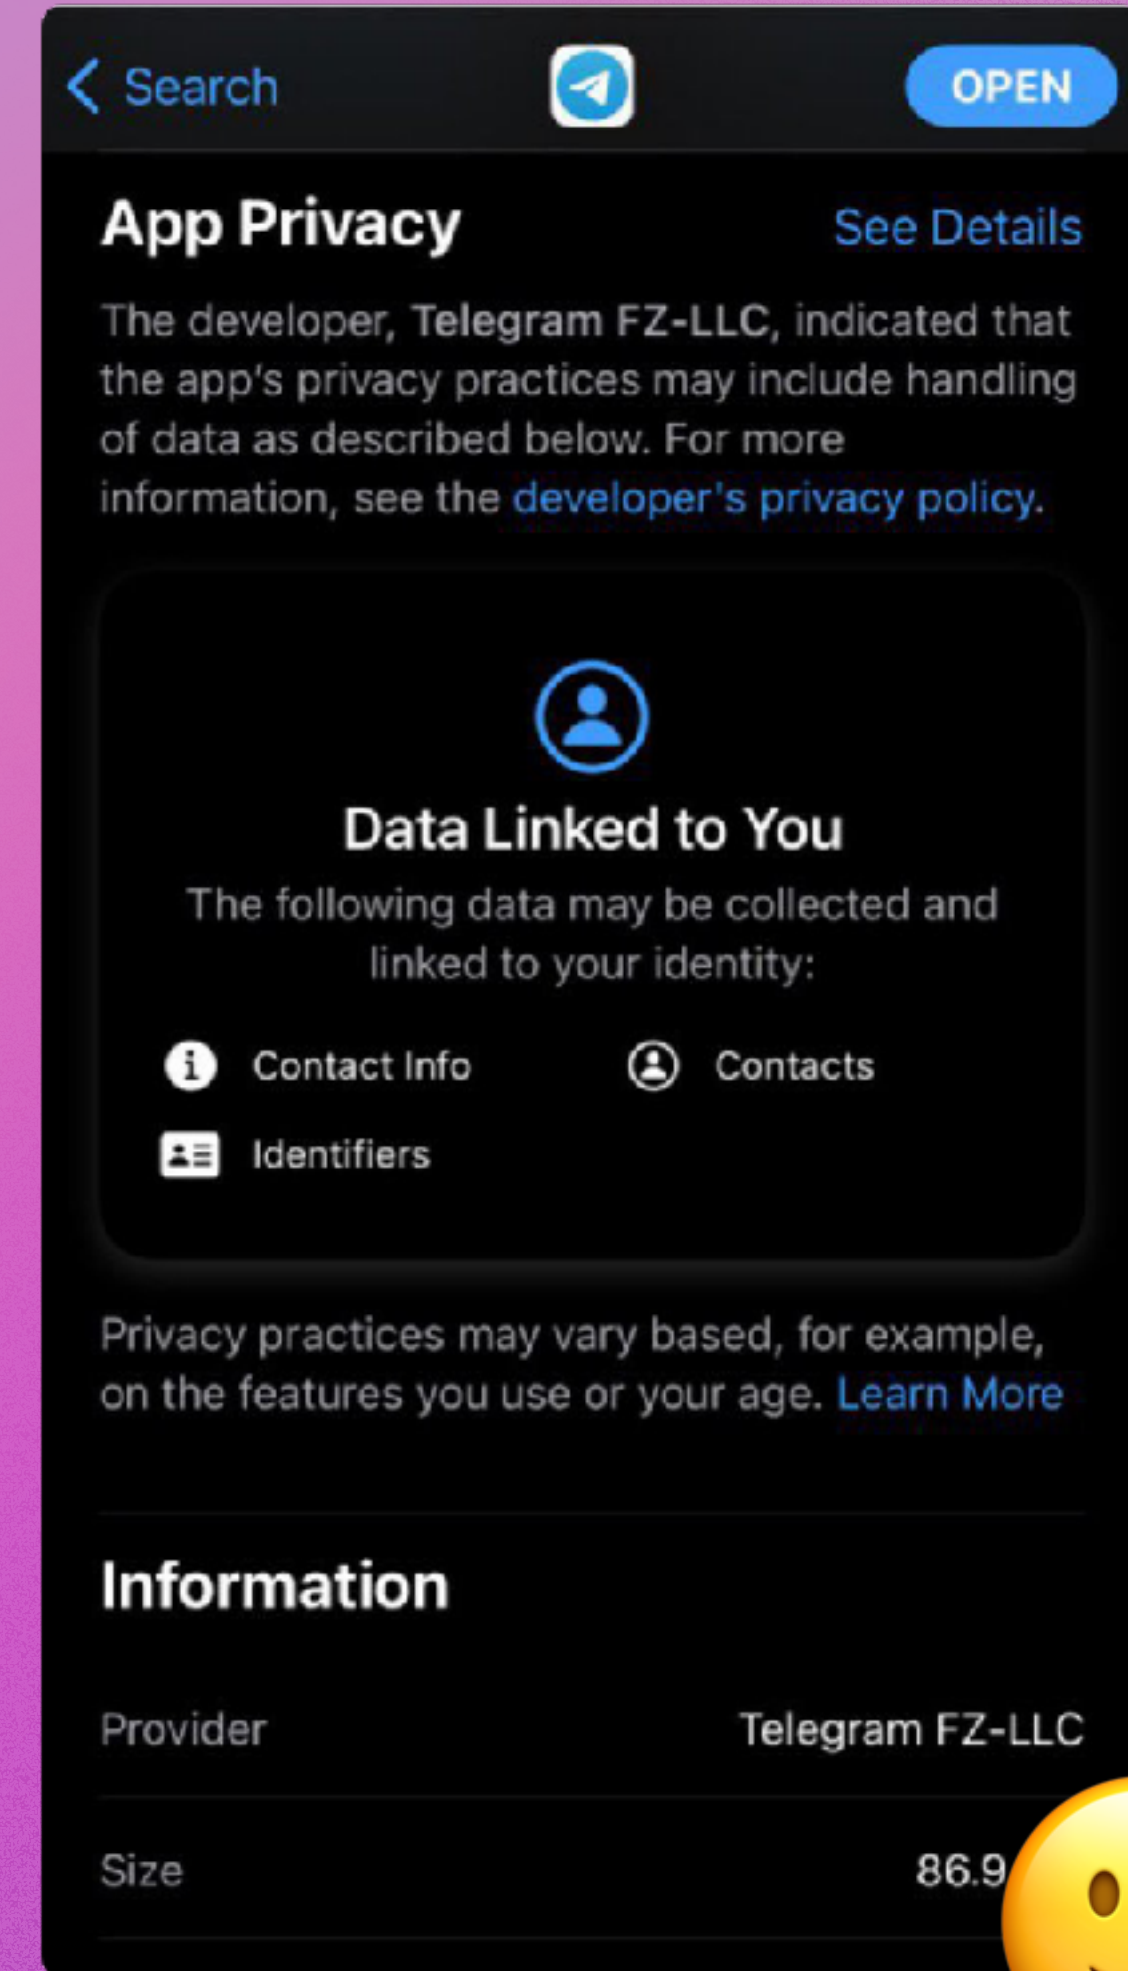 Search
OPEN
App Privacy
See Details
The developer, Telegram FZ-LLC, indicated that
the app's privacy practices may include handling
of data as described below. For more
information, see the developer's privacy policy.
Data Linked to You
The following data may be collected and
linked to your identity:
Contact Info
Contacts
Identifiers
Privacy practices may vary based, for example,
on the features you use or your age. Learn More
Information
Provider
Telegram FZ-LLC
Size
86.9